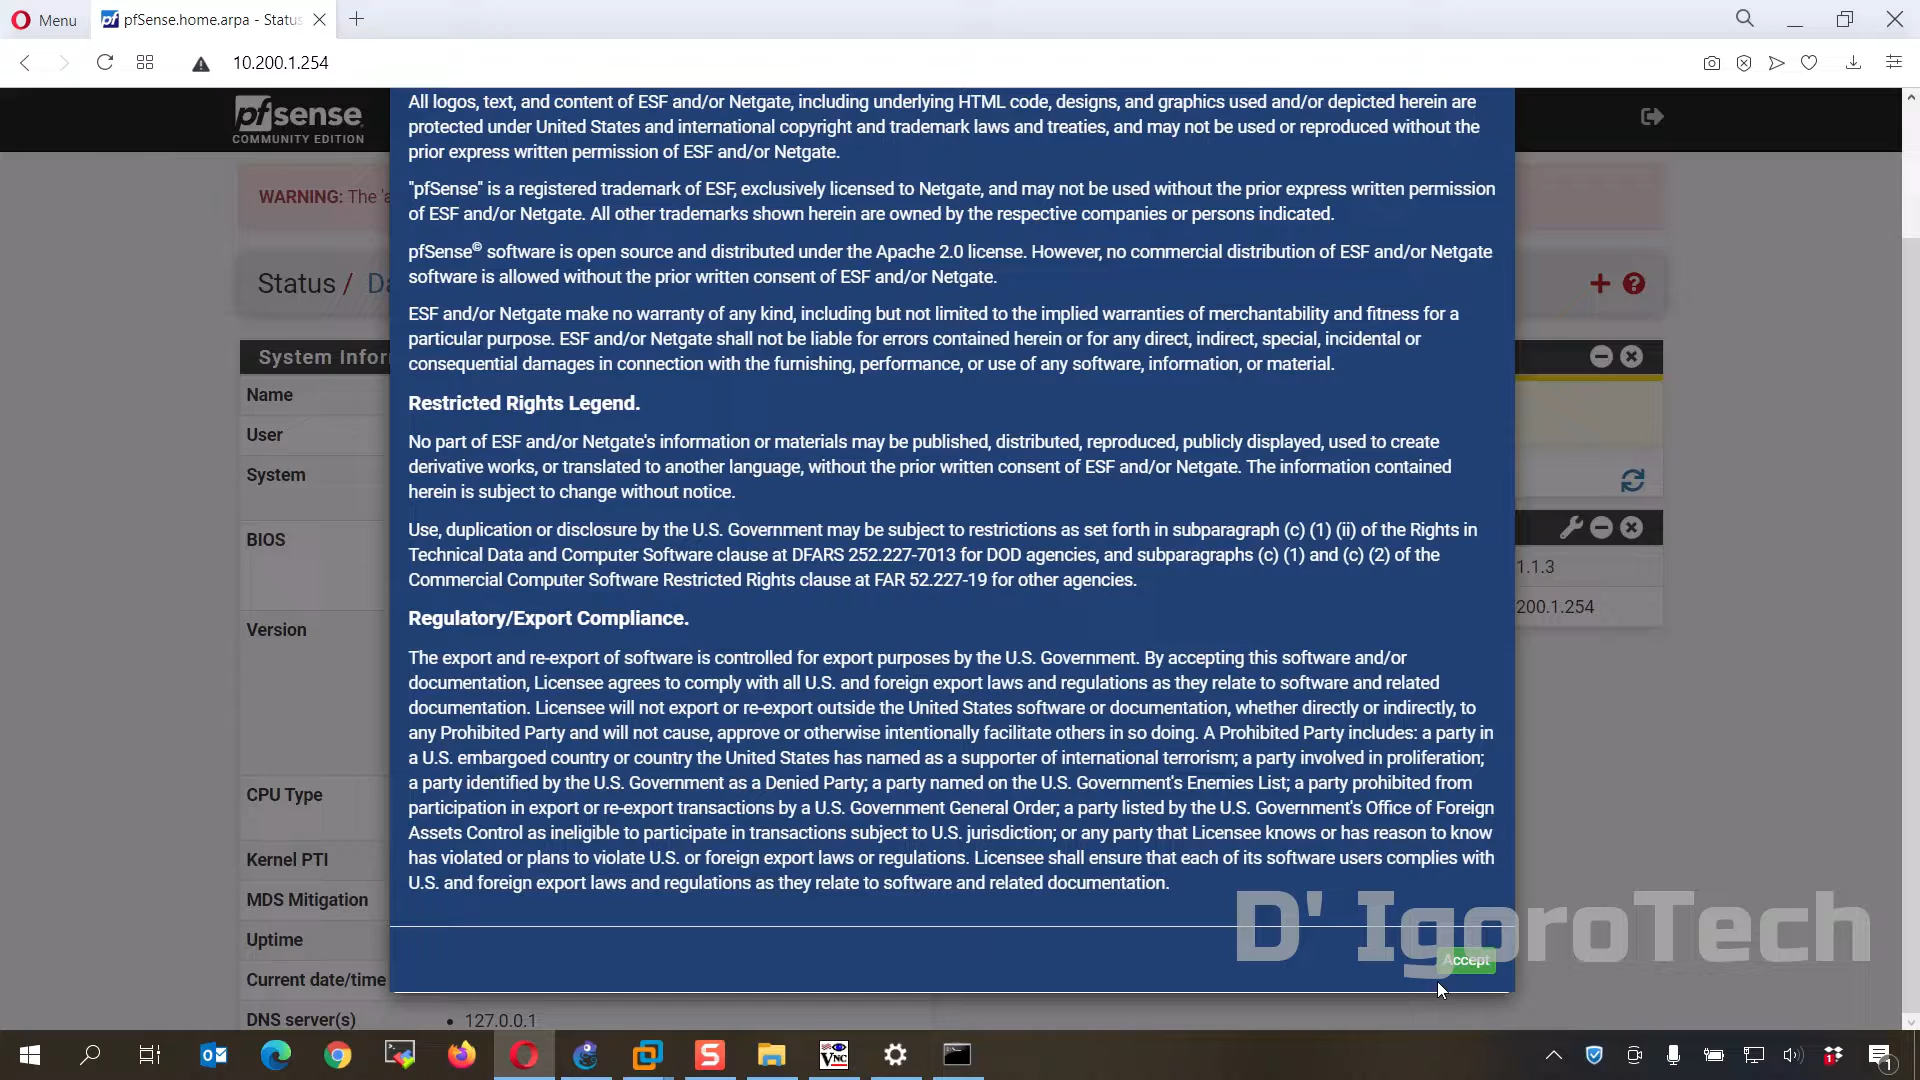 Menu
pfSense.home.arpa - Status
10.200.1.254
pfsense
COMMUNITY EDITION
All logos, text, and content of ESF and/or Netgate, including underlying HTML code, designs, and graphics used and/or depicted herein are
protected under United States and international copyright and trademark laws and treaties, and may not be used or reproduced without the
prior express written permission of ESF and/or Netgate.
"pfSense" is a registered trademark of ESF, exclusively licensed to Netgate, and may not be used without the prior express written permission
of ESF and/or Netgate. All other trademarks shown herein are owned by the respective companies or persons indicated.
pfSense© software is open source and distributed under the Apache 2.0 license. However, no commercial distribution of ESF and/or Netgate
software is allowed without the prior written consent of ESF and/or Netgate.
ESF and/or Netgate make no warranty of any kind, including but not limited to the implied warranties of merchantability and fitness for a
particular purpose. ESF and/or Netgate shall not be liable for errors contained herein or for any direct, indirect, special, incidental or
consequential damages in connection with the furnishing, performance, or use of any software, information, or material.
Restricted Rights Legend.
No part of ESF and/or Netgate's information or materials may be published, distributed, reproduced, publicly displayed, used to create
derivative works, or translated to another language, without the prior written consent of ESF and/or Netgate. The information contained
herein is subject to change without notice.
Use, duplication or disclosure by the U.S. Government may be subject to restrictions as set forth in subparagraph (c) (1) (ii) of the Rights in
Technical Data and Computer Software clause at DFARS 252.227-7013 for DOD agencies, and subparagraphs (c) (1) and (c) (2) of the
Commercial Computer Software Restricted Rights clause at FAR 52.227-19 for other agencies.
Regulatory/Export Compliance.
The export and re-export of software is controlled for export purposes by the U.S. Government. By accepting this software and/or
documentation, Licensee agrees to comply with all U.S. and foreign export laws and regulations as they relate to software and related
documentation. Licensee will not export or re-export outside the United States software or documentation, whether directly or indirectly, to
any Prohibited Party and will not cause, approve or otherwise intentionally facilitate others in so doing. A Prohibited Party includes: a party in
a U.S. embargoed country or country the United States has named as a supporter of international terrorism; a party involved in proliferation;
a party identified by the U.S. Government as a Denied Party; a party named on the U.S. Government's Enemies List; a party prohibited from
participation in export or re-export transactions by a U.S. Government General Order; a party listed by the U.S. Government's Office of Foreign
Assets Control as ineligible to participate in transactions subject to U.S. jurisdiction; or any party that Licensee knows or has reason to know
has violated or plans to violate U.S. or foreign export laws or regulations. Licensee shall ensure that each of its software users complies with
U.S. and foreign export laws and regulations as they relate to software and related documentation.
Accept
D' IgoroTech
WARNING: The 'a
Status / Da
System Infor
Name
User
System
BIOS
Version
CPU Type
Kernel PTI
MDS Mitigation
Uptime
Current date/time
DNS server(s)
127.0.0.1
1.1.3
200.1.254
VNC
1
1